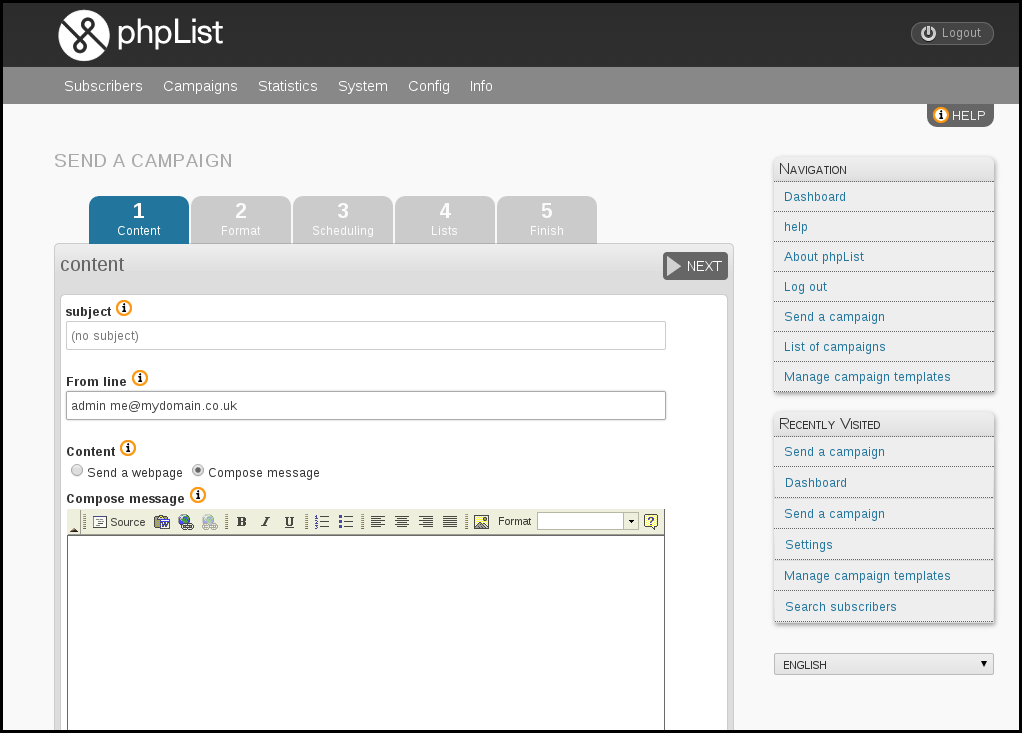 phpList
Logout
Subscribers Campaigns Statistics System Config Info
HELP
SEND A CAMPAIGN
1 Content
2 Format
3 Scheduling
4 Lists
5 Finish
content
NEXT
subject
(no subject)
From line
admin me@mydomain.co.uk
Content
Send a webpage Compose message
Compose message
Source B I U Format
NAVIGATION
Dashboard
help
About phpList
Log out
Send a campaign
List of campaigns
Manage campaign templates
RECENTLY VISITED
Send a campaign
Dashboard
Send a campaign
Settings
Manage campaign templates
Search subscribers
ENGLISH